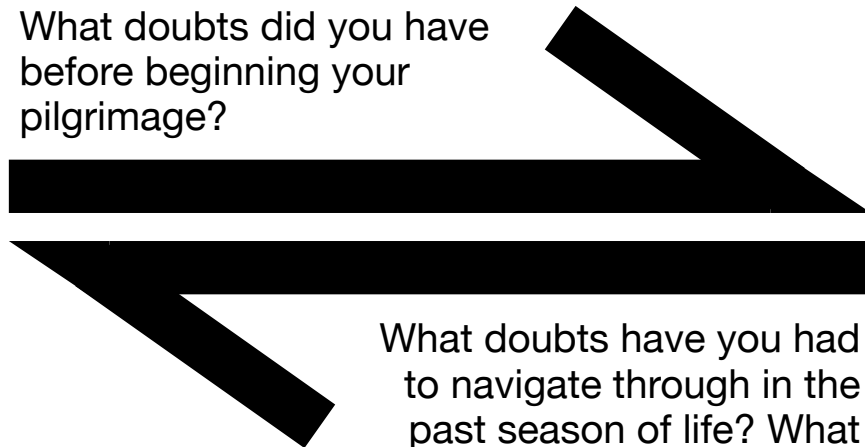 What doubts did you have
before beginning your
pilgrimage?
What doubts have you had
to navigate through in the
past season of life? What